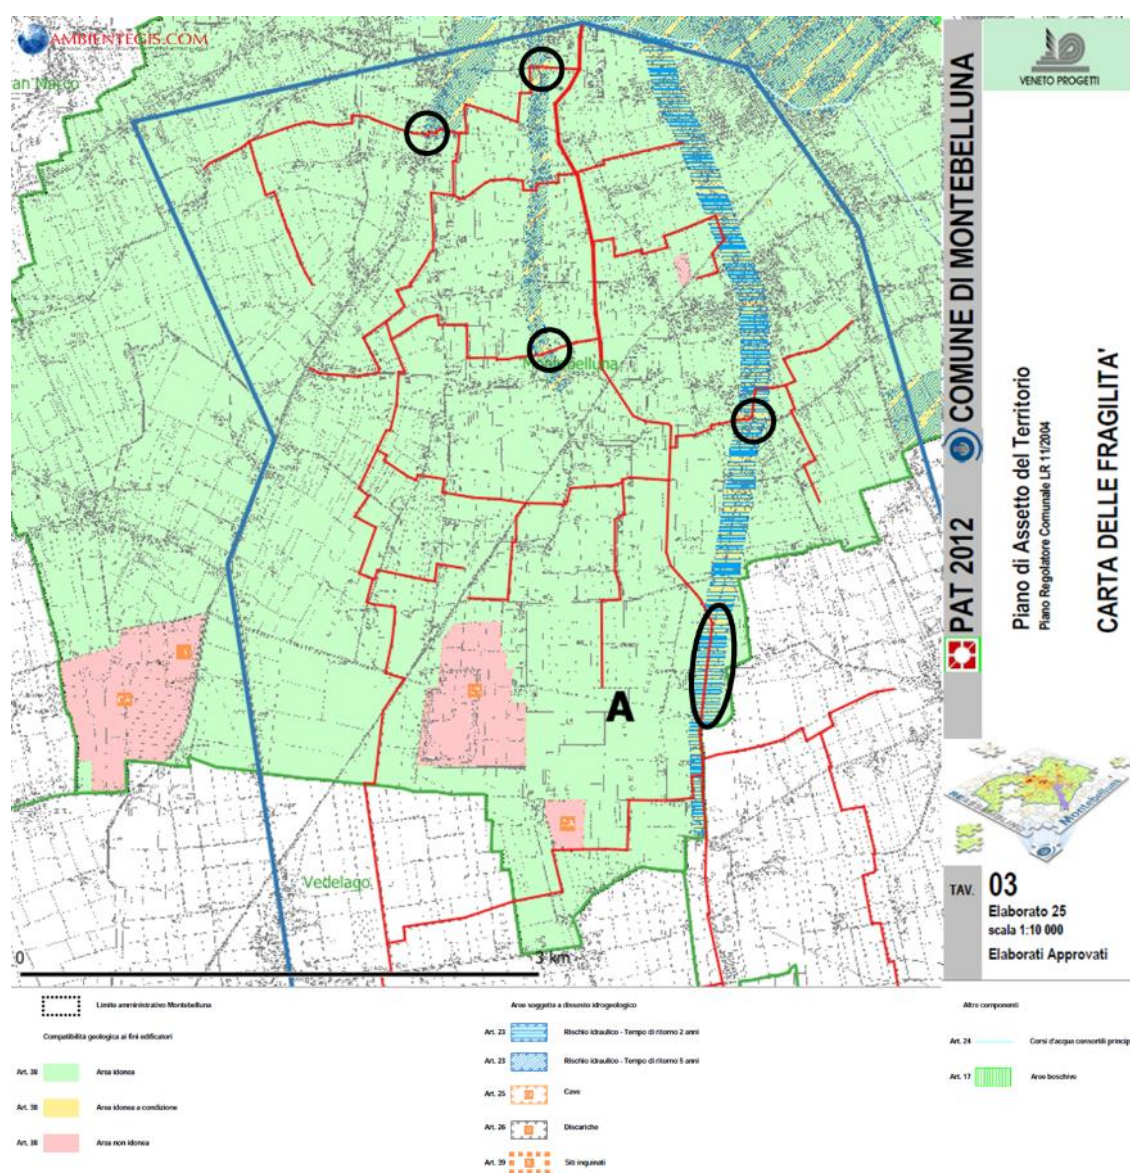 AMBIENTEGIS.COM
Montebelluna
A
Vedelago
0
3 km
VENETO PROGETTI
COMUNE DI MONTEBELLUNA
PAT 2012
Piano di Assetto del Territorio
Piano Regolatore Comunale LR 11/2004
CARTA DELLE FRAGILITA'
Montebelluna
TAV.
03
Elaborato 25
scala 1:10 000
Elaborati Approvati
Limite amministrativo Montebelluna
Compatibilità geologica ai fini edificatori
Art. 38 Area idonea
Art. 38 Area idonea a condizione
Art. 38 Area non idonea
Aree soggette a dissesto idrogeologico
Art. 23 Rischio idraulico - Tempo di ritorno 2 anni
Art. 23 Rischio idraulico - Tempo di ritorno 5 anni
Art. 25 Cave
Art. 26 Discariche
Art. 39 Siti inquinati
Altre componenti
Art. 24 Corsi d'acqua consortili princip
Art. 17 Aree boschive